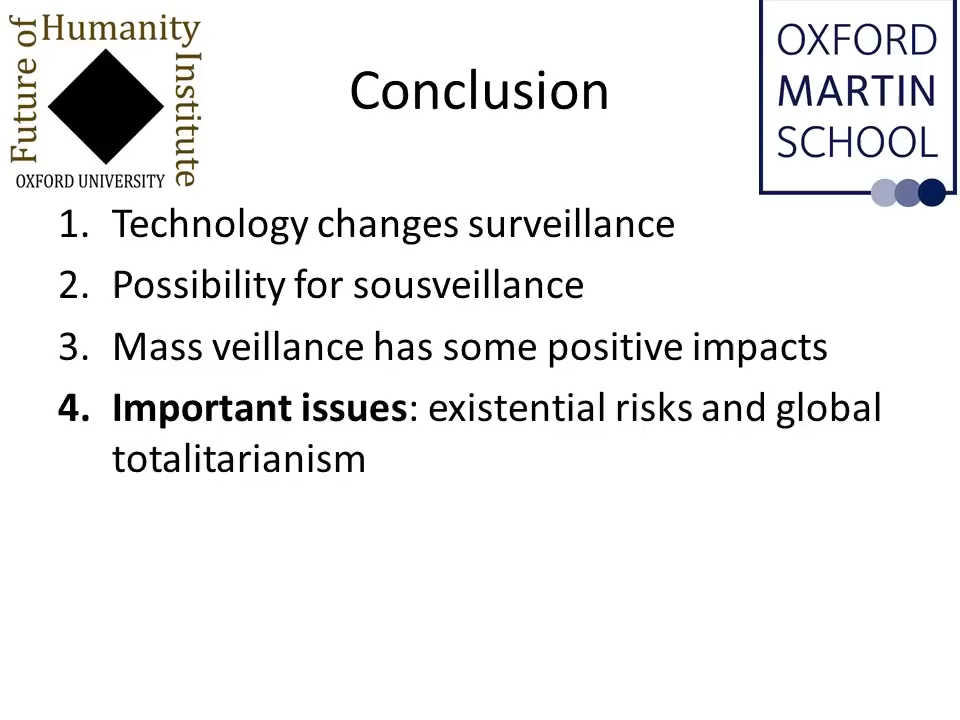 Future of
Humanity
Institute
OXFORD UNIVERSITY
Conclusion
OXFORD
MARTIN
SCHOOL
1. Technology changes surveillance
2. Possibility for sousveillance
3. Mass veillance has some positive impacts
4. Important issues: existential risks and global
totalitarianism